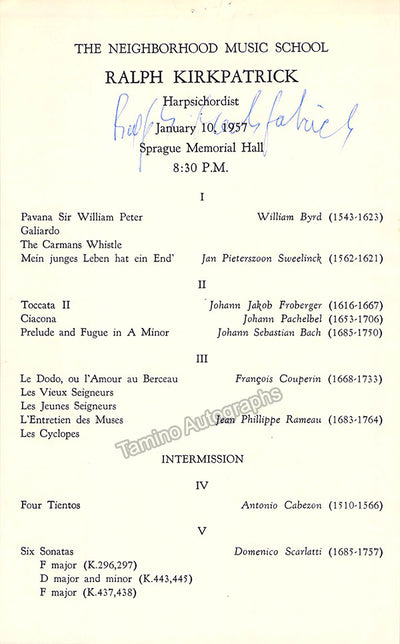 THE NEIGHBORHOOD MUSIC SCHOOL
RALPH KIRKPATRICK
Harpsichordist
Ralph Kirkpatrick
January 10, 1957
Sprague Memorial Hall
8:30 P.M.
I
Pavana Sir William Peter William Byrd (1543-1623)
Galiardo
The Carmans Whistle
Mein junges Leben hat ein End' Jan Pieterszoon Sweelinck (1562-1621)
II
Toccata II Johann Jakob Froberger (1616-1667)
Ciacona Johann Pachelbel (1653-1706)
Prelude and Fugue in A Minor Johann Sebastian Bach (1685-1750)
III
Le Dodo, ou l'Amour au Berceau François Couperin (1668-1733)
Les Vieux Seigneurs
Les Jeunes Seigneurs
L'Entretien des Muses Jean Phillippe Rameau (1683-1764)
Les Cyclopes
Tamino Autographs
INTERMISSION
IV
Four Tientos Antonio Cabezon (1510-1566)
V
Six Sonatas Domenico Scarlatti (1685-1757)
F major (K.296,297)
D major and minor (K.443,445)
F major (K.437,438)